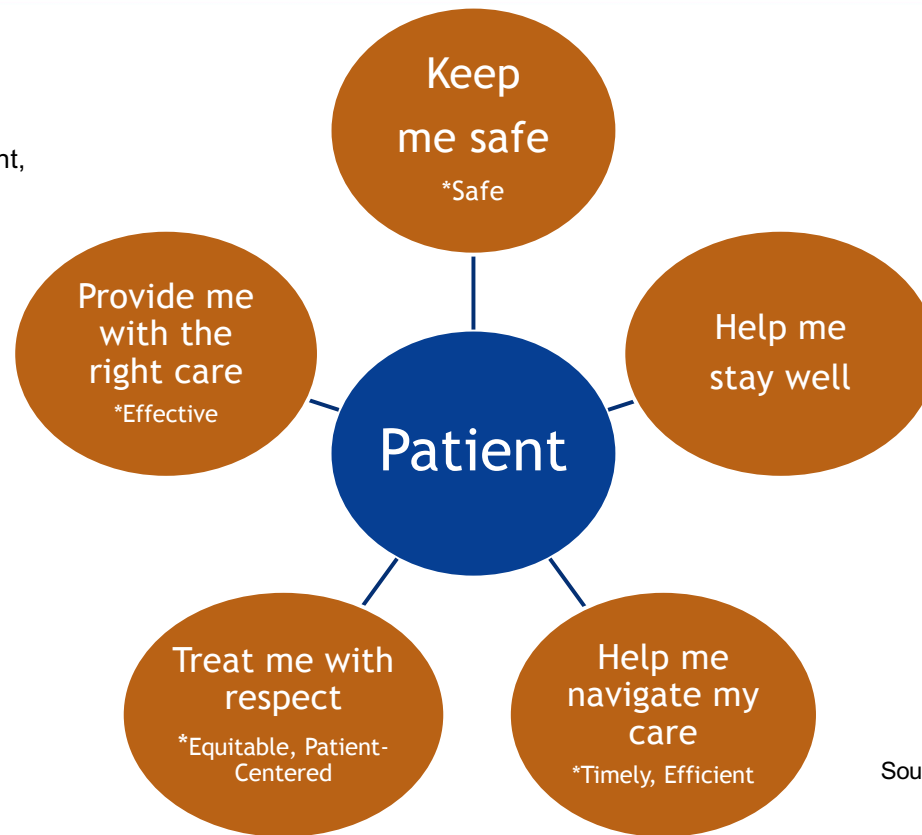 Keep
me safe
*Safe
nt,
Provide me
with the
right care
*Effective
Help me
stay well
Patient
Treat me with
respect
*Equitable, Patient-
Centered
Help me
navigate my
care
*Timely, Efficient
Sou